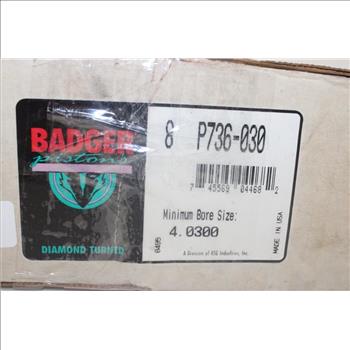 BADGER
pistons
DIAMOND TURNED
8 P736-030
7 45569 04468 2
Minimum Bore Size:
4.0300
0495
A Division of KSG Industries, Inc.
MADE IN USA